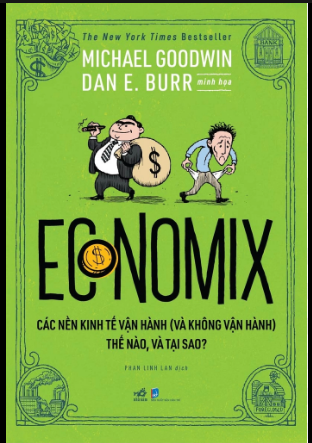 The New York Times Bestseller
MICHAEL GOODWIN
DAN E. BURR minh họa
BANK
$
$
ECONOMIX
$
CÁC NỀN KINH TẾ VẬN HÀNH (VÀ KHÔNG VẬN HÀNH)
THẾ NÀO, VÀ TẠI SAO?
PHAN LINH LAN dịch